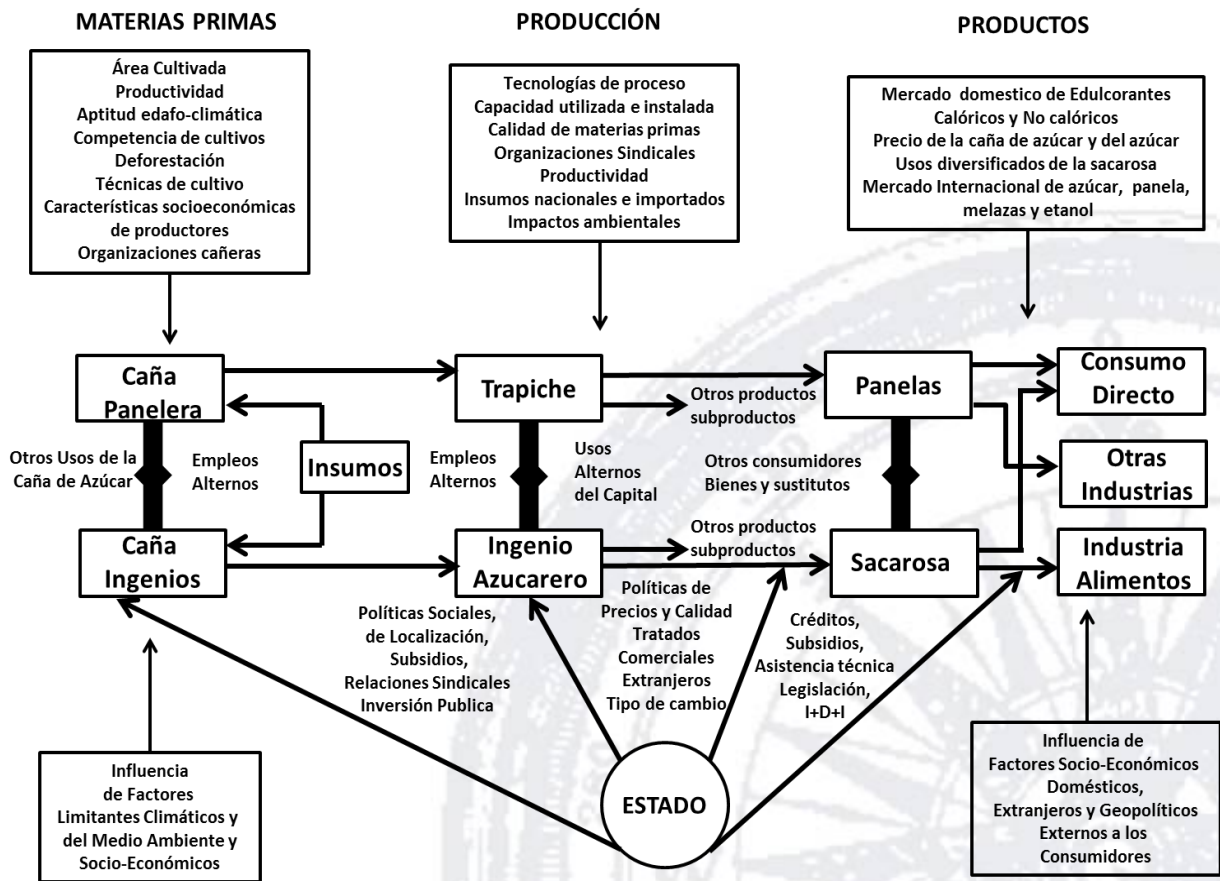 MATERIAS PRIMAS
PRODUCCIÓN
PRODUCTOS
Área Cultivada
Productividad
Aptitud edafo-climática
Competencia de cultivos
Deforestación
Técnicas de cultivo
Características socioeconómicas
de productores
Organizaciones cañeras
Tecnologías de proceso
Capacidad utilizada e instalada
Calidad de materias primas
Organizaciones Sindicales
Productividad
Insumos nacionales e importados
Impactos ambientales
Mercado domestico de Edulcorantes
Calóricos y No calóricos
Precio de la caña de azúcar y del azúcar
Usos diversificados de la sacarosa
Mercado Internacional de azúcar, panela,
melazas y etanol
Caña
Panelera
Trapiche
Otros productos
subproductos
Panelas
Consumo
Directo
Otros Usos de la
Caña de Azúcar
Empleos
Alternos
Insumos
Empleos
Alternos
Usos
Alternos
del Capital
Otros consumidores
Bienes y sustitutos
Otras
Industrias
Caña
Ingenios
Ingenio
Azucarero
Otros productos
subproductos
Sacarosa
Industria
Alimentos
Políticas Sociales,
de Localización,
Subsidios,
Relaciones Sindicales
Inversión Publica
Políticas de
Precios y Calidad
Tratados
Comerciales
Extranjeros
Tipo de cambio
Créditos,
Subsidios,
Asistencia técnica
Legislación,
I+D+I
Influencia
de Factores
Limitantes Climáticos y
del Medio Ambiente y
Socio-Económicos
ESTADO
Influencia de
Factores Socio-Económicos
Domésticos,
Extranjeros y Geopolíticos
Externos a los
Consumidores